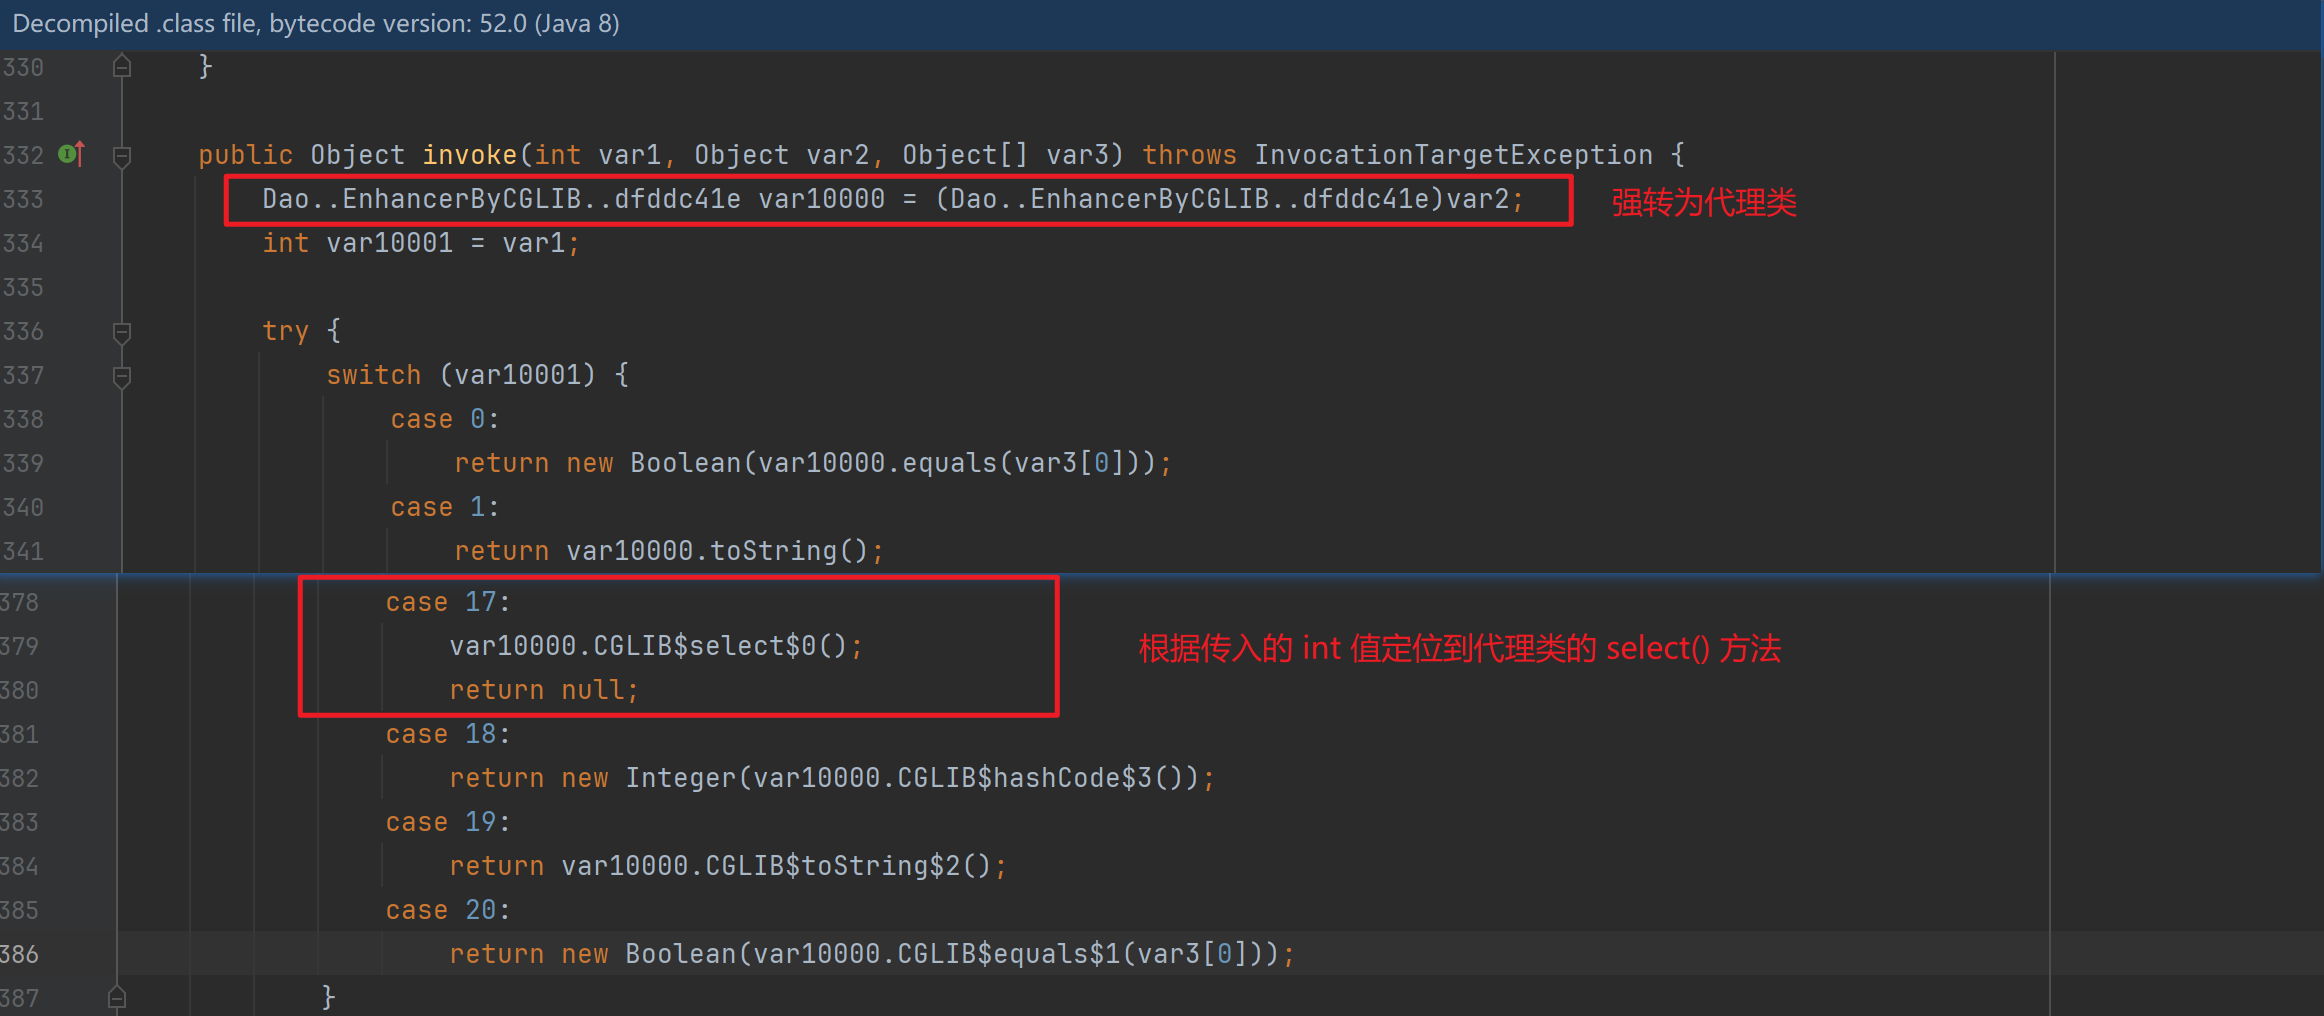 Decompiled .class file, bytecode version: 52.0 (Java 8)
330 }
331
332 public Object invoke(int var1, Object var2, Object[] var3) throws InvocationTargetException {
333 Dao..EnhancerByCGLIB..dfddc41e var10000 = (Dao..EnhancerByCGLIB..dfddc41e)var2; 强转为代理类
334 int var10001 = var1;
335
336 try {
337 switch (var10001) {
338 case 0:
339 return new Boolean(var10000.equals(var3[0]));
340 case 1:
341 return var10000.toString();
378 case 17:
379 var10000.CGLIB$select$0(); 根据传入的 int 值定位到代理类的 select() 方法
380 return null;
381 case 18:
382 return new Integer(var10000.CGLIB$hashCode$3());
383 case 19:
384 return var10000.CGLIB$toString$2();
385 case 20:
386 return new Boolean(var10000.CGLIB$equals$1(var3[0]));
387 }